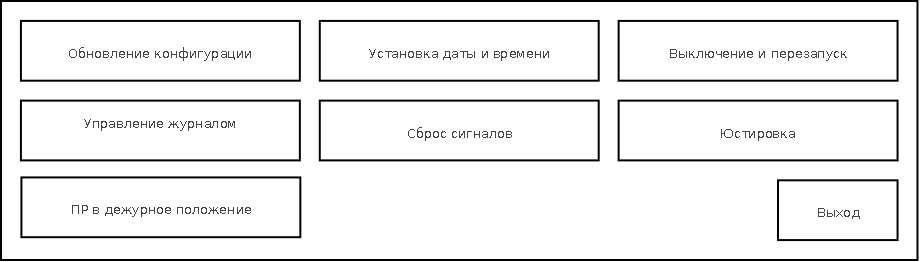 Обновление конфигурации
Установка даты и времени
Выключение и перезапуск
Управление журналом
Сброс сигналов
Юстировка
ПР в дежурное положение
Выход